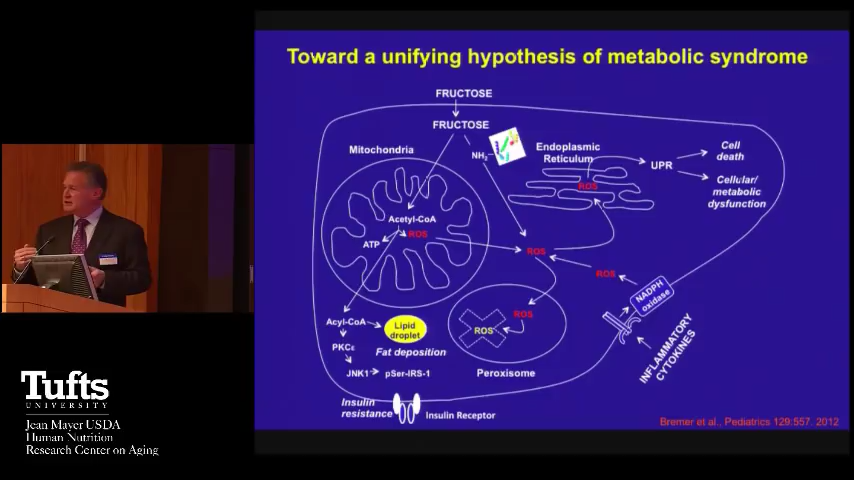 Toward a unifying hypothesis of metabolic syndrome
FRUCTOSE
FRUCTOSE
Mitochondria
NH₂
Endoplasmic
Reticulum
ROS
UPR
Cell
death
Cellular/
metabolic
dysfunction
Acetyl-CoA
ATP
ROS
ROS
ROS
NADPH
oxidase
INFLAMMATORY
CYTOKINES
Acyl-CoA
Lipid
droplet
Fat deposition
PKCε
JNK1
pSer-IRS-1
ROS
ROS
Peroxisome
Insulin
resistance
Insulin Receptor
Bremer et al., Pediatrics 129:557. 2012
Tufts
UNIVERSITY
Jean Mayer USDA
Human Nutrition
Research Center on Aging